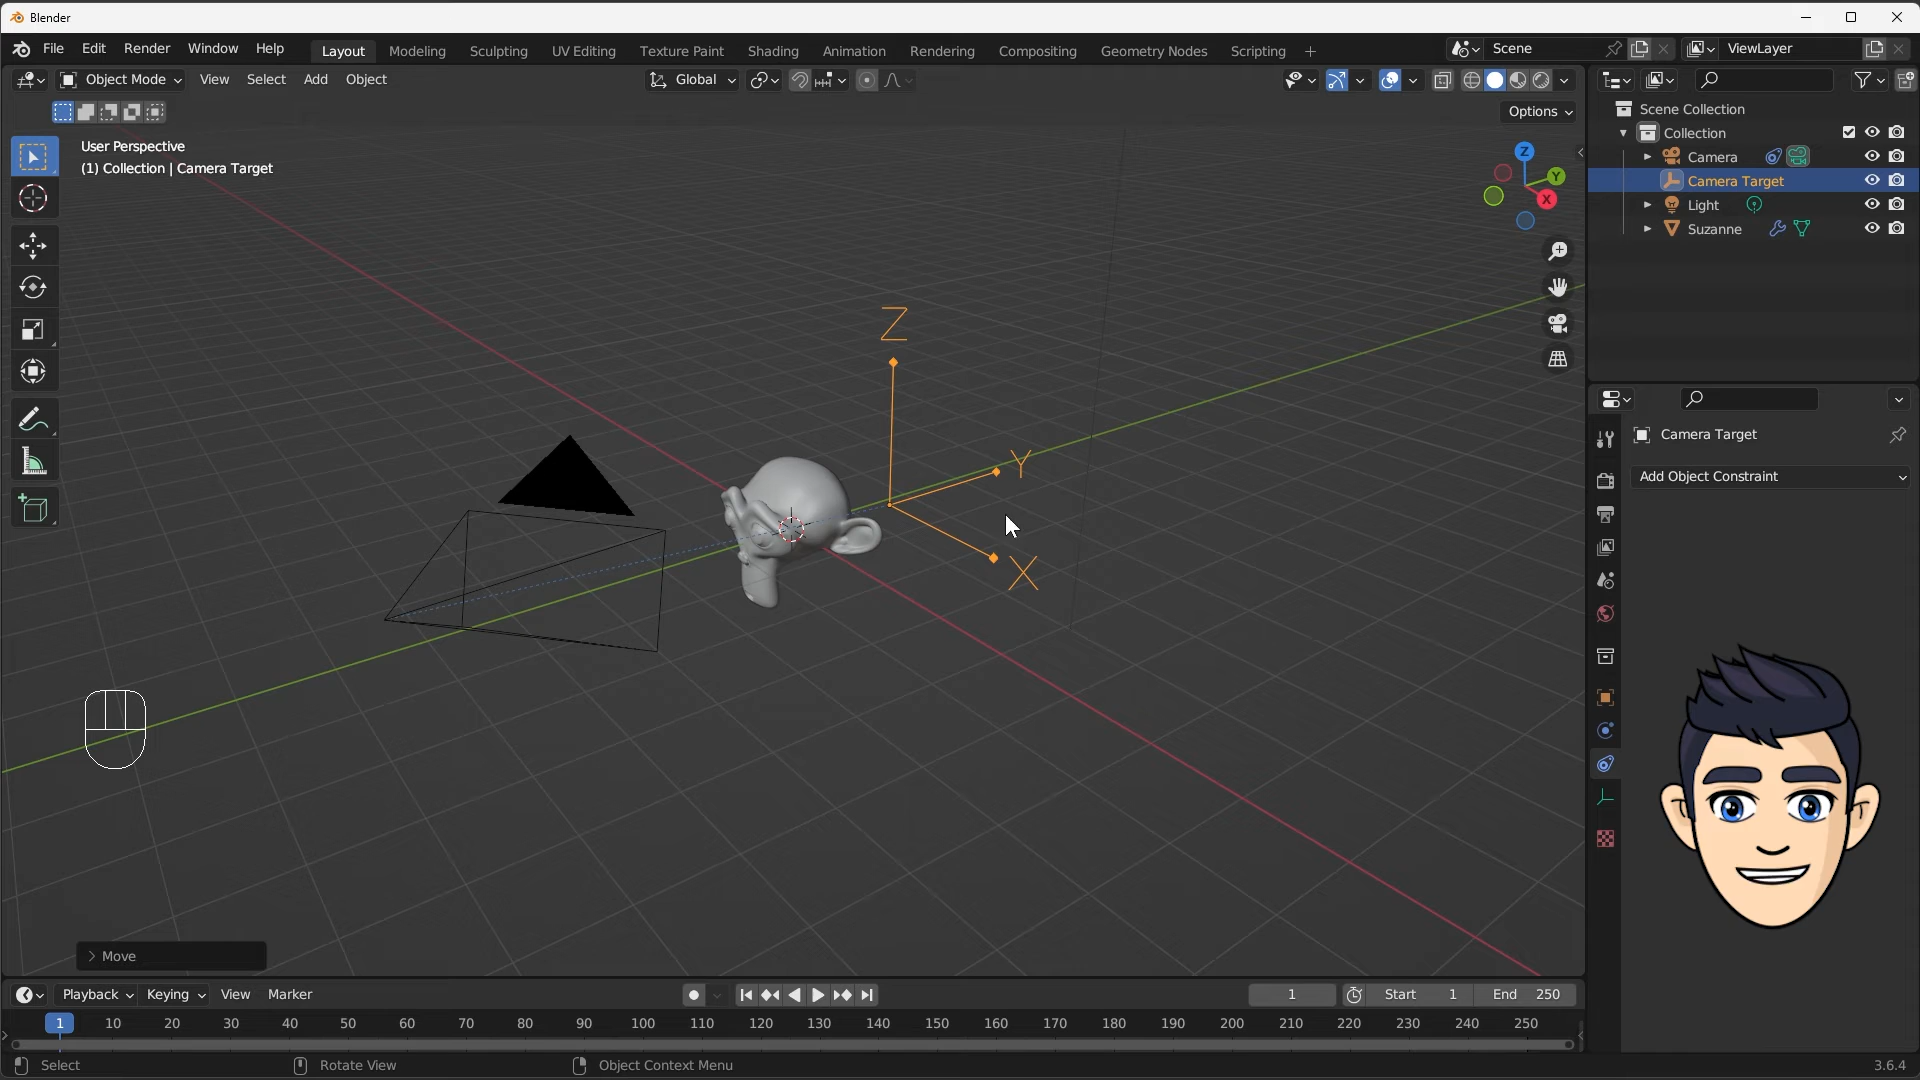 Blender
File Edit Render Window Help Layout Modeling Sculpting UV Editing Texture Paint Shading Animation Rendering Compositing Geometry Nodes Scripting + Scene ViewLayer
Object Mode View Select Add Object Global
Options
User Perspective
(1) Collection | Camera Target
Z
Y
X
Z
Y
X
Scene Collection
Collection
Camera
Camera Target
Light
Suzanne
Camera Target
Add Object Constraint
Move
Playback Keying View Marker 1 Start 1 End 250
1 10 20 30 40 50 60 70 80 90 100 110 120 130 140 150 160 170 180 190 200 210 220 230 240 250
Select Rotate View Object Context Menu 3.6.4